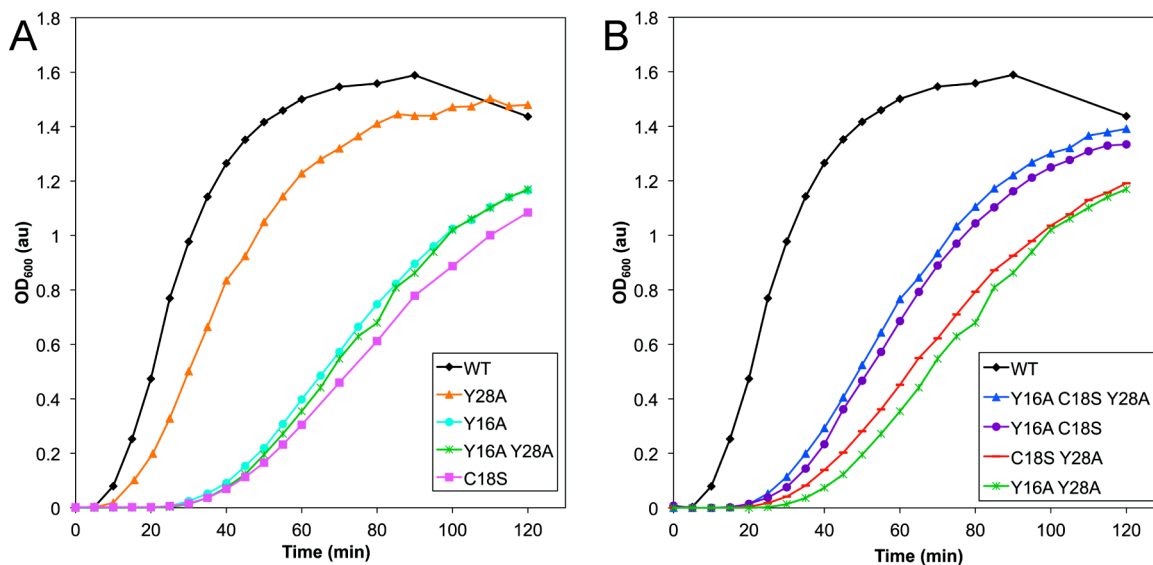 A
1.8
1.6
1.4
1.2
1
0.8
0.6
0.4
0.2
0
OD600 (au)
0 20 40 60 80 100 120
Time (min)
WT
Y28A
Y16A
Y16A Y28A
C18S
B
1.8
1.6
1.4
1.2
1
0.8
0.6
0.4
0.2
0
OD600 (au)
0 20 40 60 80 100 120
Time (min)
WT
Y16A C18S Y28A
Y16A C18S
C18S Y28A
Y16A Y28A